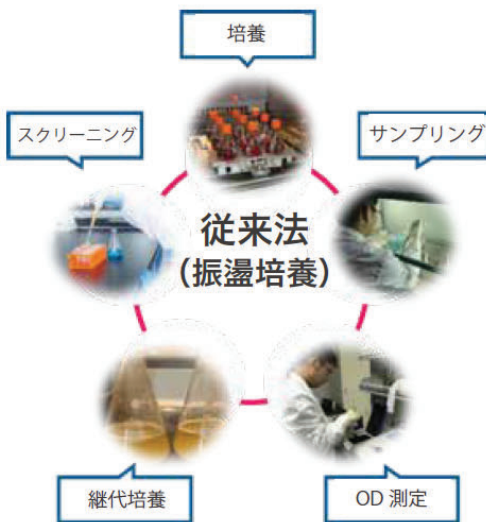 培養
スクリーニング
サンプリング
従来法
（振盪培養）
継代培養
OD 測定